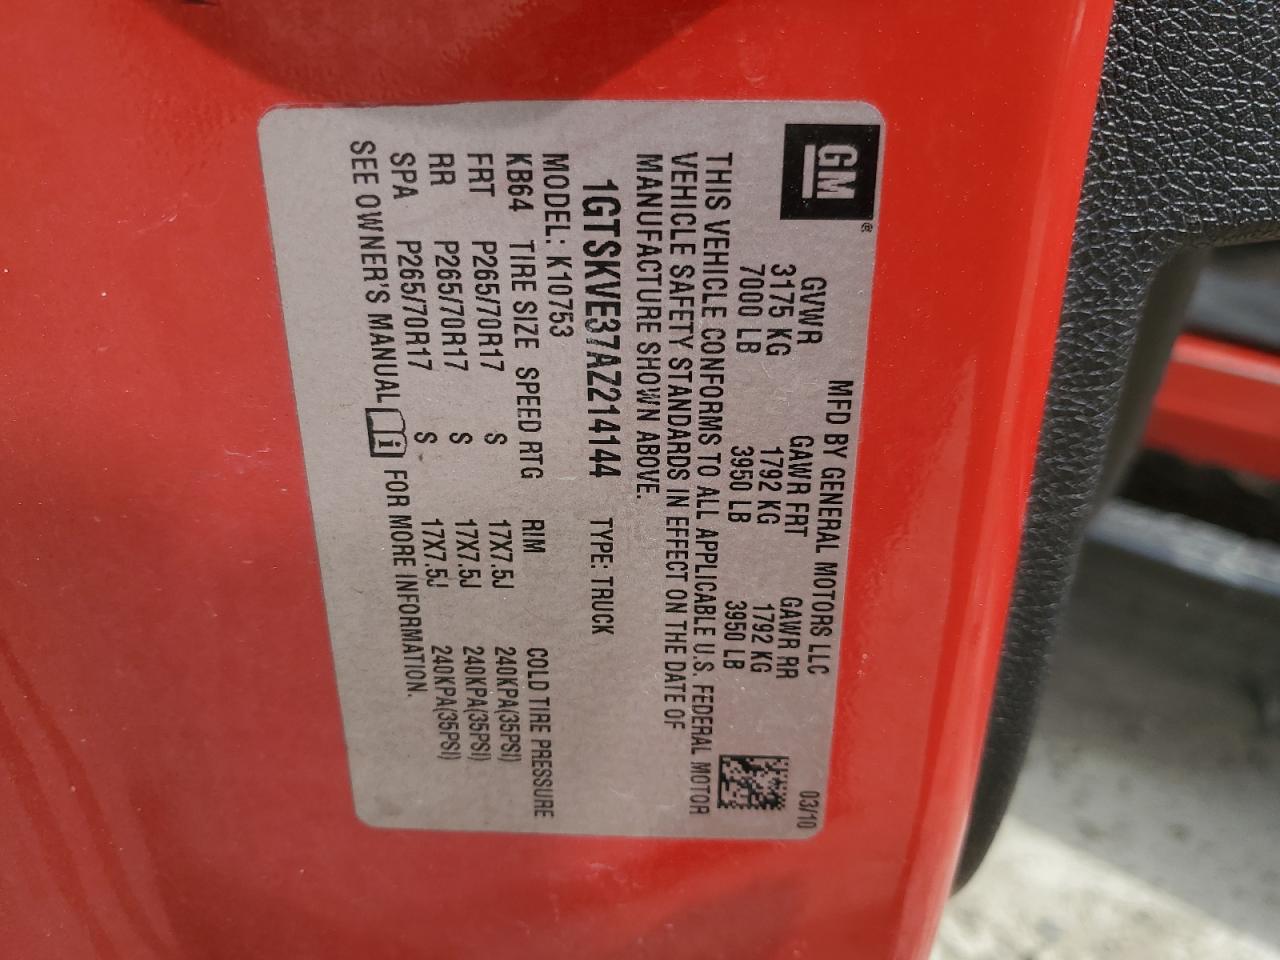 GM®
MFD BY GENERAL MOTORS LLC 03/10
GVWR GAWR FRT GAWR RR
3175 KG 1792 KG 1792 KG
7000 LB 3950 LB 3950 LB
THIS VEHICLE CONFORMS TO ALL APPLICABLE U.S. FEDERAL MOTOR
VEHICLE SAFETY STANDARDS IN EFFECT ON THE DATE OF
MANUFACTURE SHOWN ABOVE.
1GTSKVE37AZ214144 TYPE: TRUCK
MODEL: K10753
KB64 TIRE SIZE SPEED RTG RIM COLD TIRE PRESSURE
FRT P265/70R17 S 17X7.5J 240KPA(35PSI)
RR P265/70R17 S 17X7.5J 240KPA(35PSI)
SPA P265/70R17 S 17X7.5J 240KPA(35PSI)
SEE OWNER'S MANUAL i FOR MORE INFORMATION.